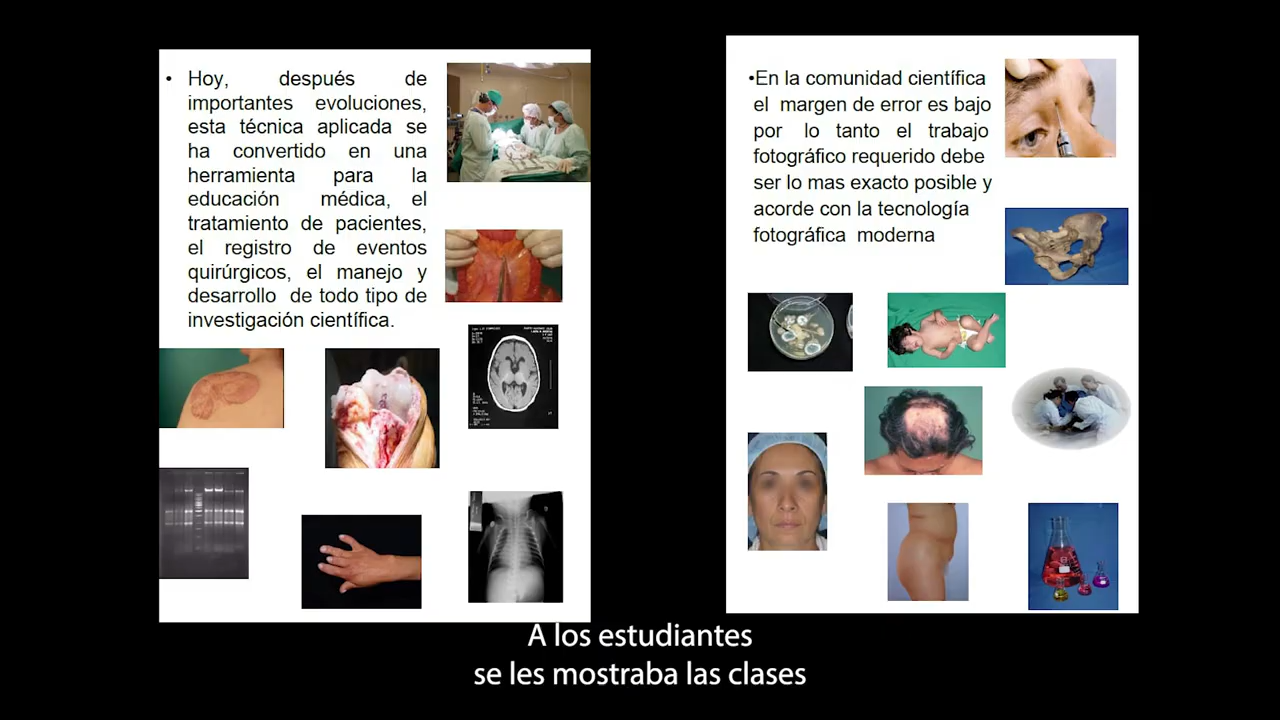 • Hoy, después de
importantes evoluciones,
esta técnica aplicada se
ha convertido en una
herramienta para la
educación médica, el
tratamiento de pacientes,
el registro de eventos
quirúrgicos, el manejo y
desarrollo de todo tipo de
investigación científica.
•En la comunidad científica
el margen de error es bajo
por lo tanto el trabajo
fotográfico requerido debe
ser lo mas exacto posible y
acorde con la tecnología
fotográfica moderna
A los estudiantes
se les mostraba las clases